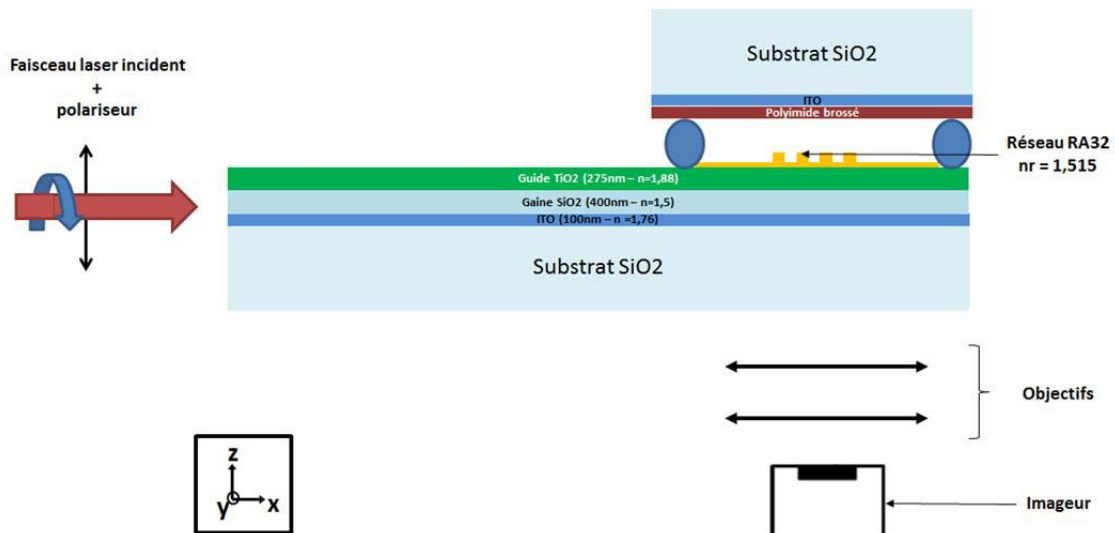 Substrat SiO2
Faisceau laser incident
+
polariseur
ITO
Polyimide brossé
Réseau RA32
nr = 1,515
Guide TiO2 (275nm – n=1,88)
Gaine SiO2 (400nm – n=1,5)
ITO (100nm – n =1,76)
Substrat SiO2
Objectifs
z
y
x
Imageur